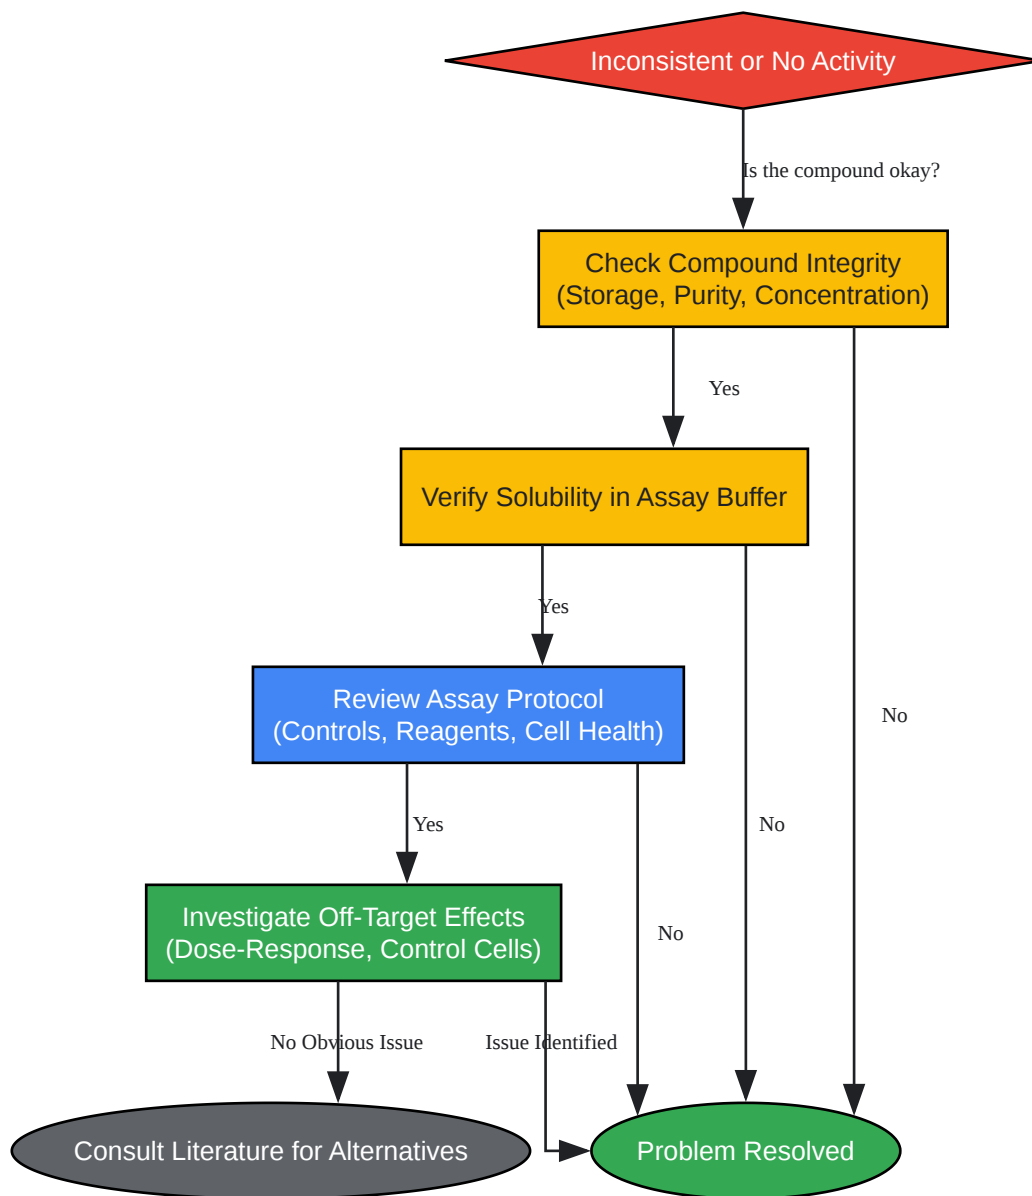 Inconsistent or No Activity
Is the compound okay?
Check Compound Integrity
(Storage, Purity, Concentration)
Yes
Verify Solubility in Assay Buffer
Yes
Review Assay Protocol
(Controls, Reagents, Cell Health)
No
Yes
No
Investigate Off-Target Effects
(Dose-Response, Control Cells)
No
No Obvious Issue
Issue Identified
Consult Literature for Alternatives
Problem Resolved